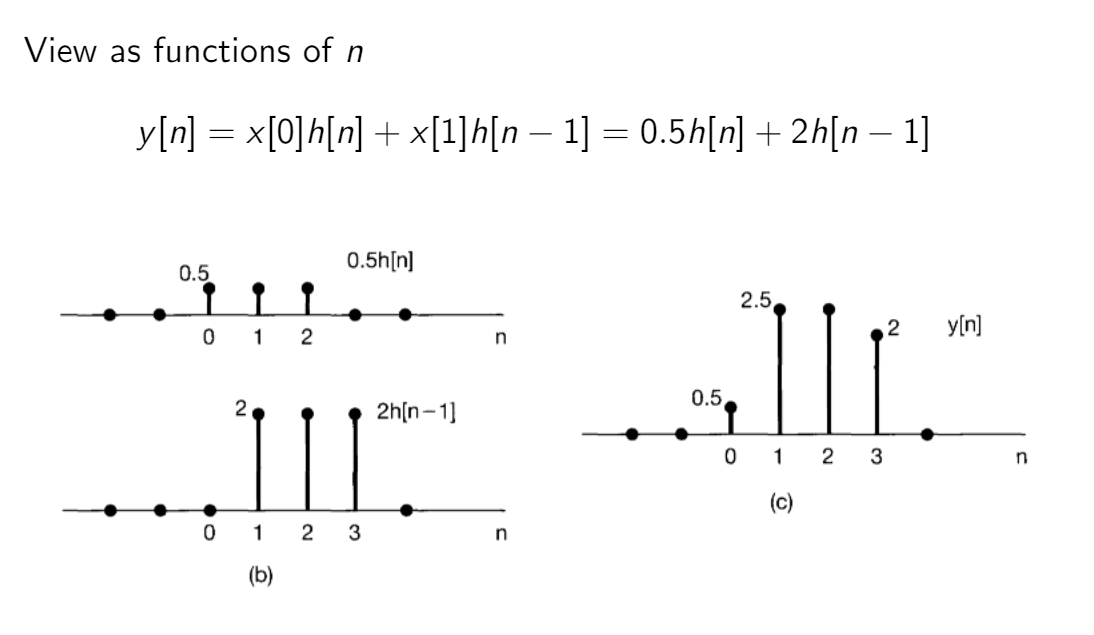 View as functions of n
y[n] = x[0]h[n] + x[1]h[n − 1] = 0.5h[n] + 2h[n − 1]
0.5
0.5h[n]
0 1 2 n
2
2h[n−1]
0 1 2 3 n
(b)
2.5
2
y[n]
0.5
0 1 2 3 n
(c)